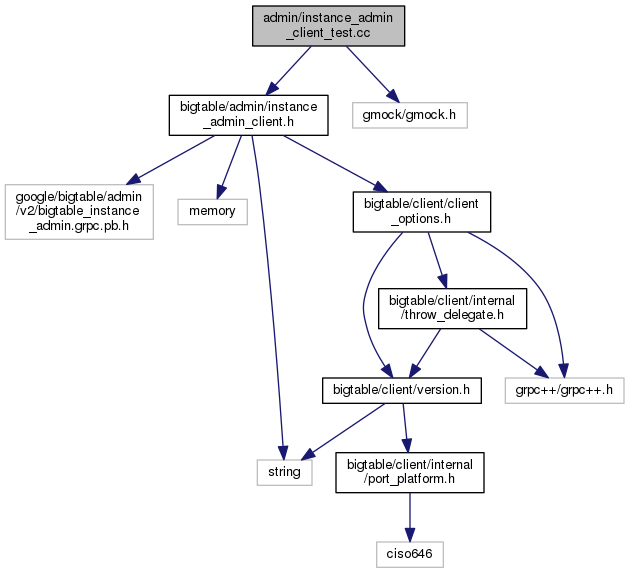 admin/instance_admin
_client_test.cc
bigtable/admin/instance
_admin_client.h
gmock/gmock.h
google/bigtable/admin
/v2/bigtable_instance
_admin.grpc.pb.h
memory
bigtable/client/client
_options.h
bigtable/client/internal
/throw_delegate.h
bigtable/client/version.h
grpc++/grpc++.h
string
bigtable/client/internal
/port_platform.h
ciso646